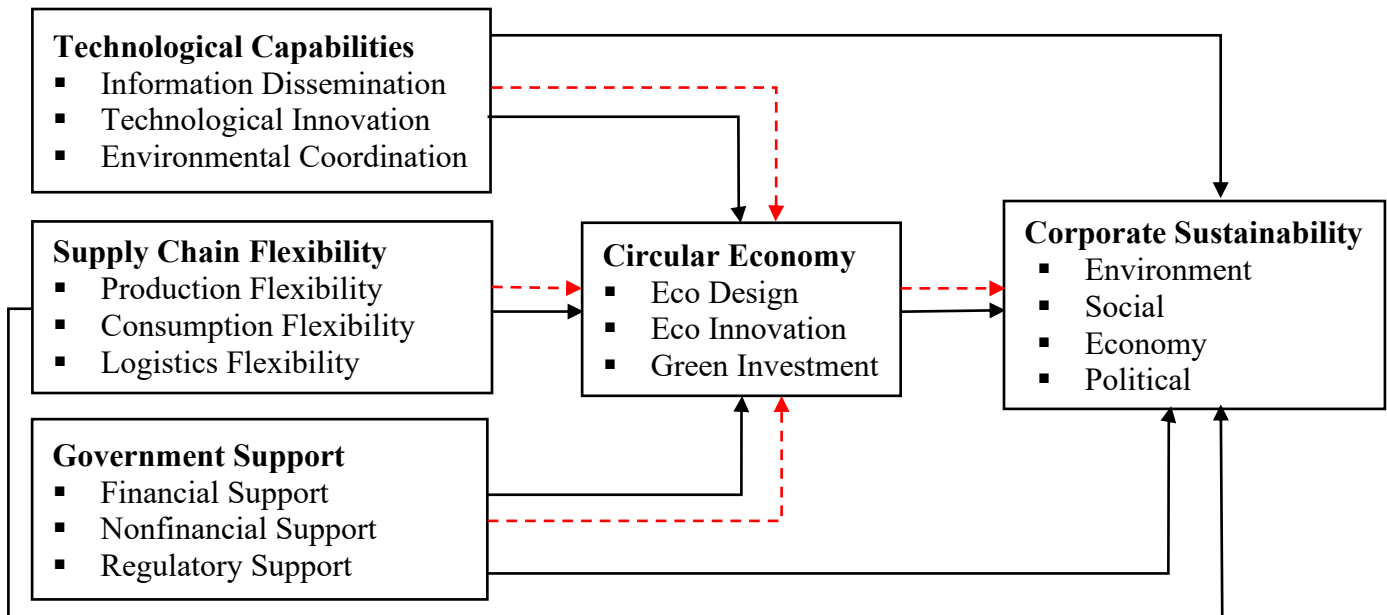 Technological Capabilities
▪ Information Dissemination
▪ Technological Innovation
▪ Environmental Coordination
Supply Chain Flexibility
▪ Production Flexibility
▪ Consumption Flexibility
▪ Logistics Flexibility
Government Support
▪ Financial Support
▪ Nonfinancial Support
▪ Regulatory Support
Circular Economy
▪ Eco Design
▪ Eco Innovation
▪ Green Investment
Corporate Sustainability
▪ Environment
▪ Social
▪ Economy
▪ Political